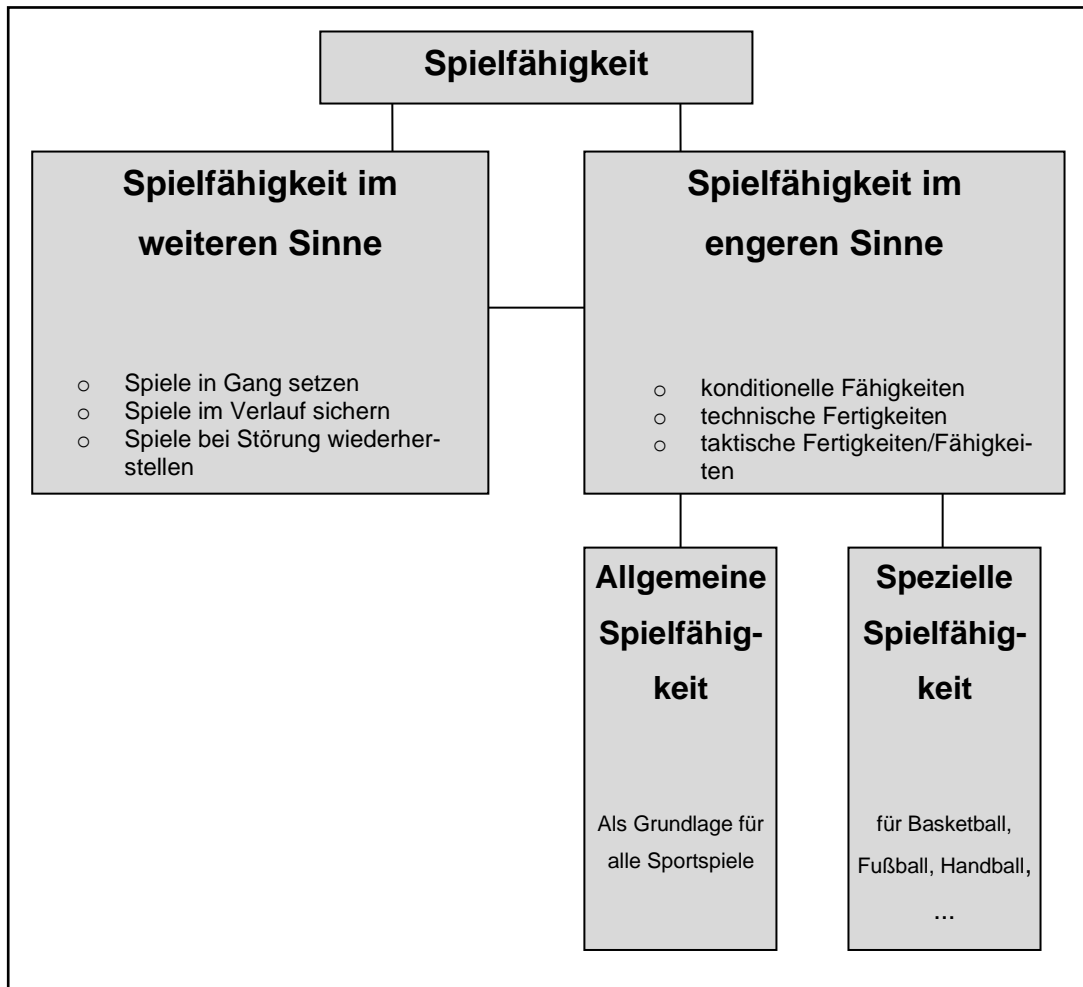 Spielfähigkeit
Spielfähigkeit im
weiteren Sinne
o Spiele in Gang setzen
o Spiele im Verlauf sichern
o Spiele bei Störung wiederher-
stellen
Spielfähigkeit im
engeren Sinne
o konditionelle Fähigkeiten
o technische Fertigkeiten
o taktische Fertigkeiten/Fähigkei-
ten
Allgemeine
Spielfähig-
keit
Als Grundlage für
alle Sportspiele
Spezielle
Spielfähig-
keit
für Basketball,
Fußball, Handball,
...